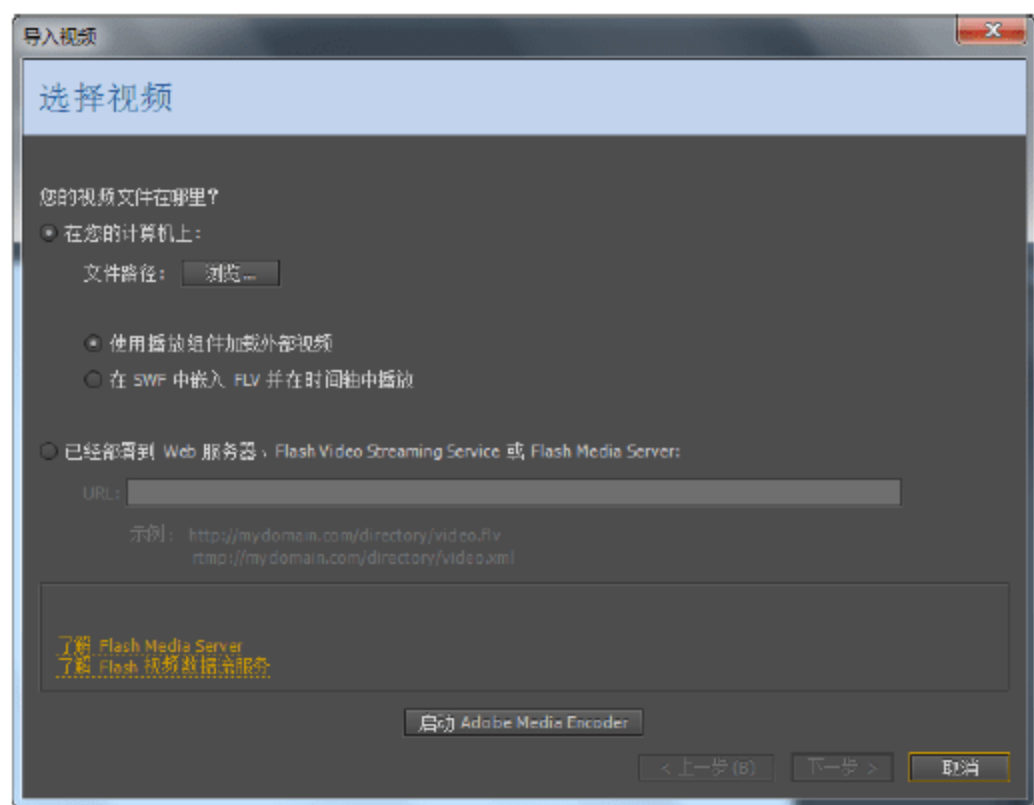 导入视频
选择视频
您的视频文件在哪里?
在您的计算机上:
文件路径: 浏览...
使用播放组件加载外部视频
在 SWF 中嵌入 FLV 并在时间轴中播放
已经部署到 Web 服务器、Flash Video Streaming Service 或 Flash Media Server:
URL:
示例: http://mydomain.com/directory/video.flv
rtmp://mydomain.com/directory/video.xml
了解 Flash Media Server
了解 Flash 视频数据流服务
启动 Adobe Media Encoder
< 上一步 (B) 下一步 > 取消